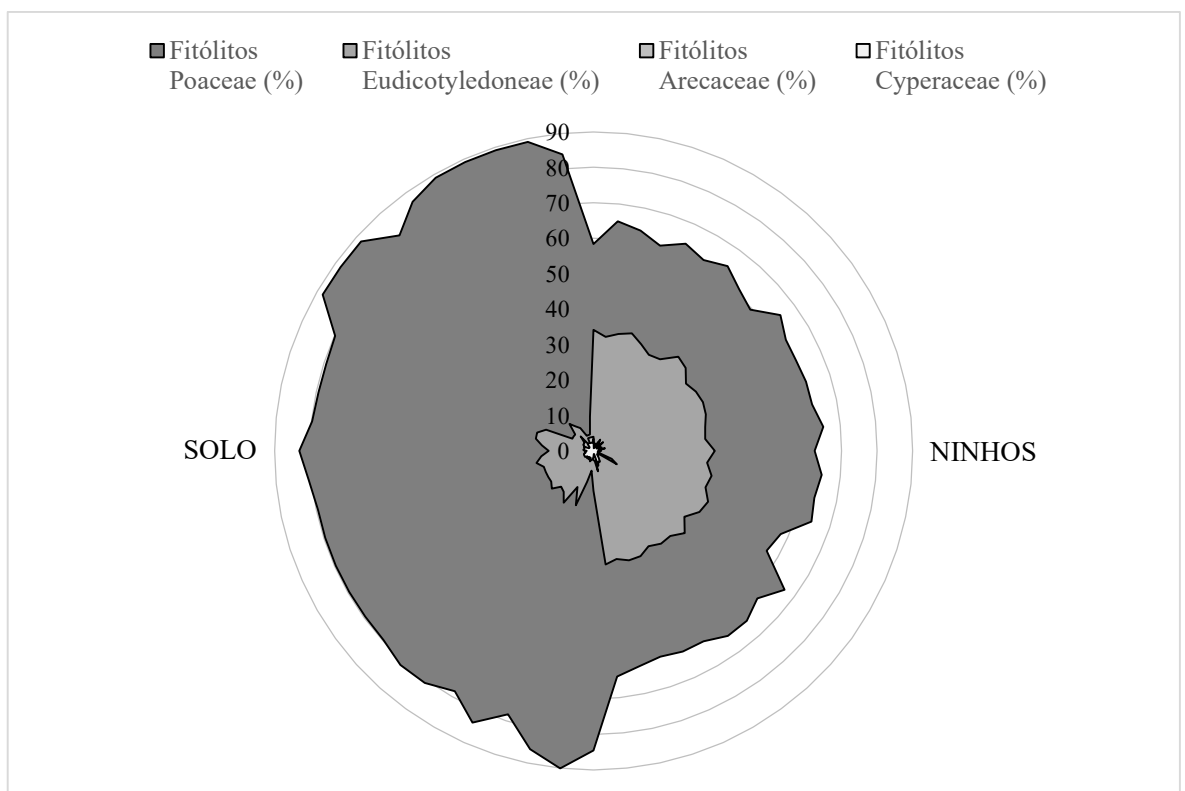 Fitólitos Poaceae (%)
Fitólitos Eudicotyledoneae (%)
Fitólitos Arecaceae (%)
Fitólitos Cyperaceae (%)
90
80
70
60
50
40
30
20
10
0
SOLO
NINHOS